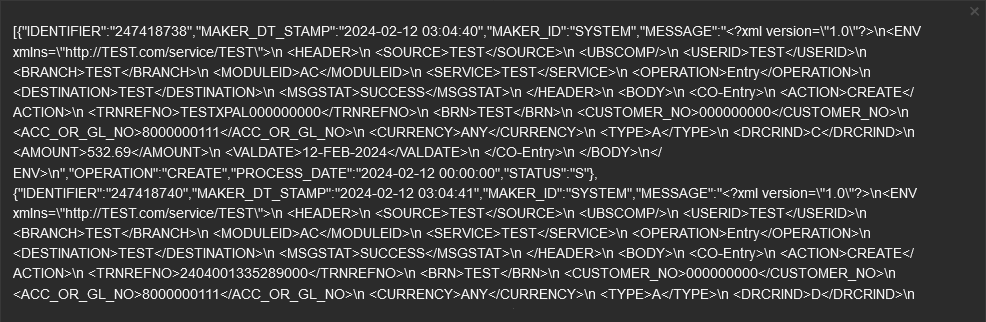 [{"IDENTIFIER":"247418738","MAKER_DT_STAMP":"2024-02-12 03:04:40","MAKER_ID":"SYSTEM","MESSAGE":"<?xml version=\"1.0\"?>\n<ENV
xmlns=\"http://TEST.com/service/TEST\">\n <HEADER>\n <SOURCE>TEST</SOURCE>\n <UBSCOMP/>\n <USERID>TEST</USERID>\n
<BRANCH>TEST</BRANCH>\n <MODULEID>AC</MODULEID>\n <SERVICE>TEST</SERVICE>\n <OPERATION>Entry</OPERATION>\n
<DESTINATION>TEST</DESTINATION>\n <MSGSTAT>SUCCESS</MSGSTAT>\n </HEADER>\n <BODY>\n <CO-Entry>\n <ACTION>CREATE</
ACTION>\n <TRNREFNO>TESTXPAL000000000</TRNREFNO>\n <BRN>TEST</BRN>\n <CUSTOMER_NO>000000000</CUSTOMER_NO>\n
<ACC_OR_GL_NO>8000000111</ACC_OR_GL_NO>\n <CURRENCY>ANY</CURRENCY>\n <TYPE>A</TYPE>\n <DRCRIND>C</DRCRIND>\n
<AMOUNT>532.69</AMOUNT>\n <VALDATE>12-FEB-2024</VALDATE>\n </CO-Entry>\n </BODY>\n</
ENV>\n","OPERATION":"CREATE","PROCESS_DATE":"2024-02-12 00:00:00","STATUS":"S"},
{"IDENTIFIER":"247418740","MAKER_DT_STAMP":"2024-02-12 03:04:41","MAKER_ID":"SYSTEM","MESSAGE":"<?xml version=\"1.0\"?>\n<ENV
xmlns=\"http://TEST.com/service/TEST\">\n <HEADER>\n <SOURCE>TEST</SOURCE>\n <UBSCOMP/>\n <USERID>TEST</USERID>\n
<BRANCH>TEST</BRANCH>\n <MODULEID>AC</MODULEID>\n <SERVICE>TEST</SERVICE>\n <OPERATION>Entry</OPERATION>\n
<DESTINATION>TEST</DESTINATION>\n <MSGSTAT>SUCCESS</MSGSTAT>\n </HEADER>\n <BODY>\n <CO-Entry>\n <ACTION>CREATE</
ACTION>\n <TRNREFNO>2404001335289000</TRNREFNO>\n <BRN>TEST</BRN>\n <CUSTOMER_NO>000000000</CUSTOMER_NO>\n
<ACC_OR_GL_NO>8000000111</ACC_OR_GL_NO>\n <CURRENCY>ANY</CURRENCY>\n <TYPE>A</TYPE>\n <DRCRIND>D</DRCRIND>\n